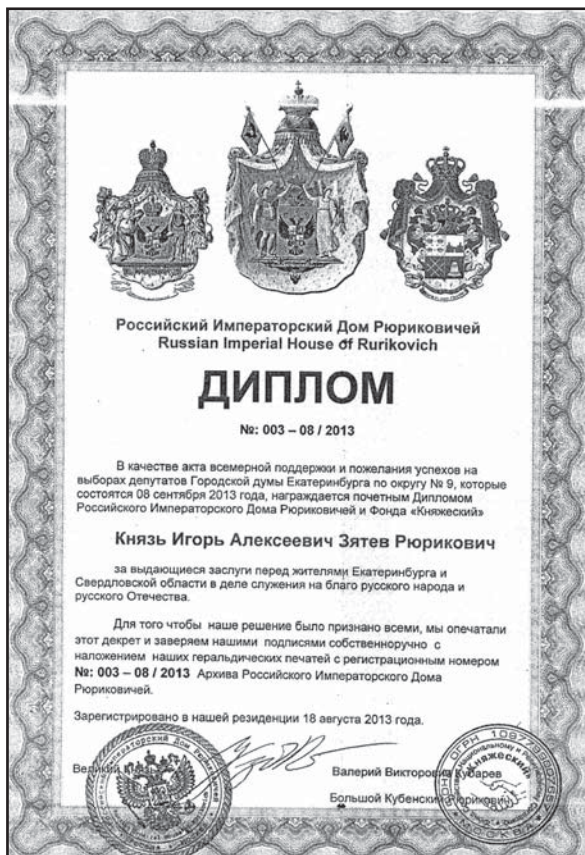 Российский Императорский Дом Рюриковичей
Russian Imperial House of Rurikovich
ДИПЛОМ
№: 003 – 08 / 2013
В качестве акта всемерной поддержки и пожелания успехов на
выборах депутатов Городской думы Екатеринбурга по округу № 9, которые
состоятся 08 сентября 2013 года, награждается почетным Дипломом
Российского Императорского Дома Рюриковичей и Фонда «Княжеский»
Князь Игорь Алексеевич Зятев Рюрикович
за выдающиеся заслуги перед жителями Екатеринбурга и
Свердловской области в деле служения на благо русского народа и
русского Отечества.
Для того чтобы наше решение было признано всеми, мы опечатали
этот декрет и заверяем нашими подписями собственноручно с
наложением наших геральдических печатей с регистрационным номером
№: 003 – 08 / 2013 Архива Российского Императорского Дома
Рюриковичей.
Зарегистрировано в нашей резиденции 18 августа 2013 года.
Великий
Валерий Викторович Кубарев
Большой Кубенский Рюрикович
"Княжеский"
МОСКВА